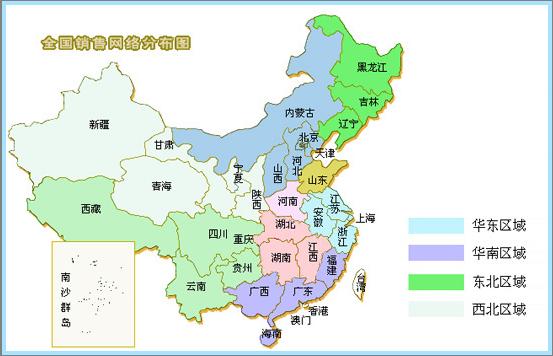 全国销售网络分布图
黑龙江
吉林
辽宁
内蒙古
新疆
甘肃
北京
天津
河北
山西
宁夏
山东
青海
陕西
河南
江苏
安徽
上海
西藏
四川
重庆
湖北
浙江
湖南
江西
贵州
福建
云南
广西
广东
台湾
香港
澳门
海南
南沙群岛
华东区域
华南区域
东北区域
西北区域